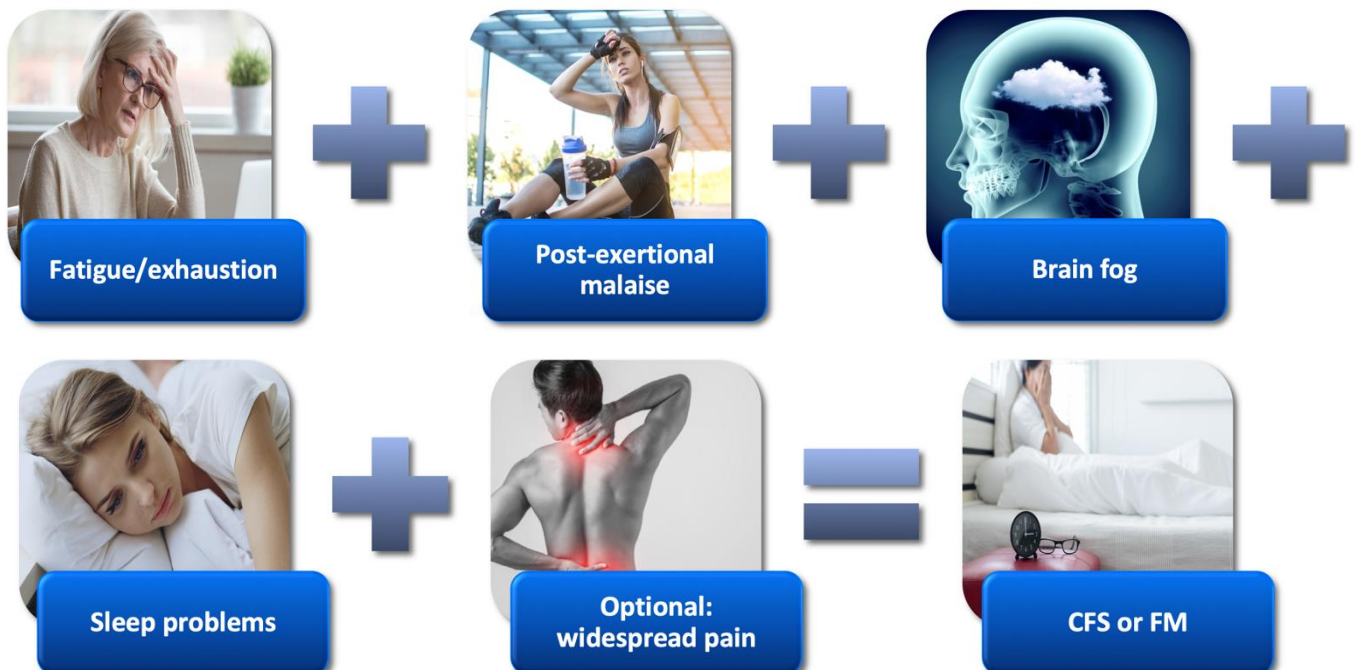 Fatigue/exhaustion
Post-exertional
malaise
Brain fog
Sleep problems
Optional:
widespread pain
CFS or FM